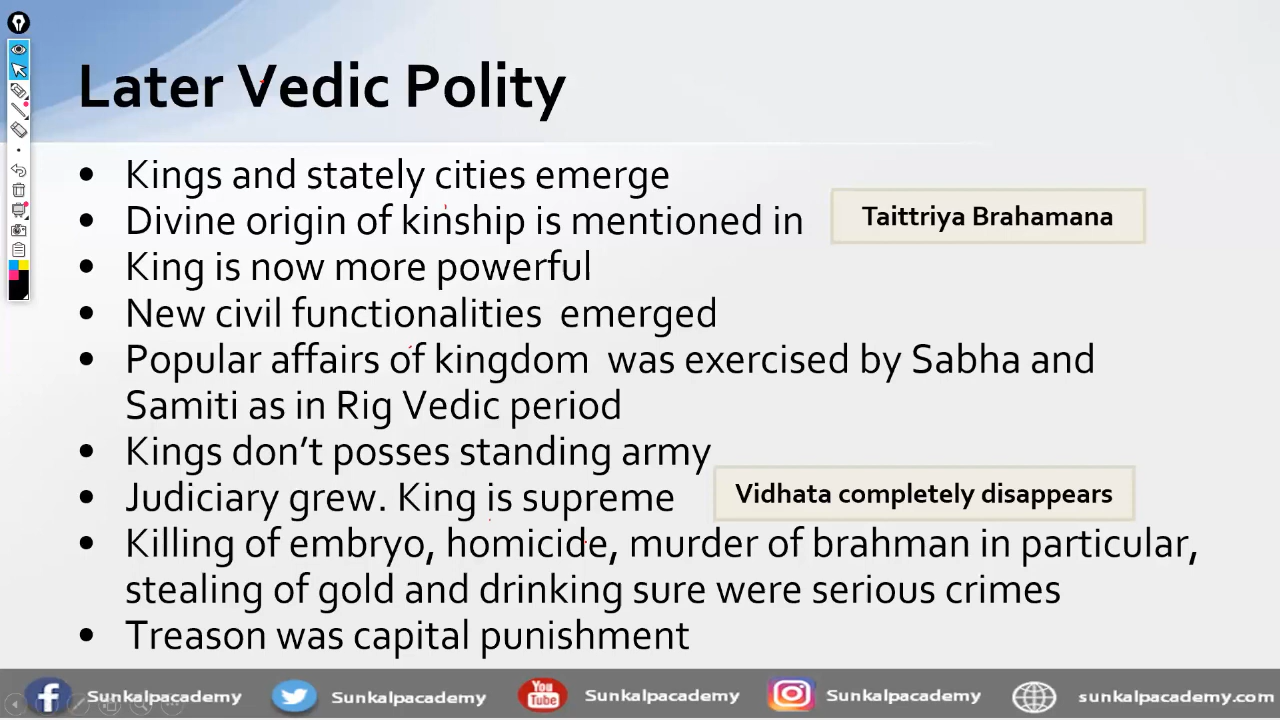 Later Vedic Polity
• Kings and stately cities emerge
• Divine origin of kinship is mentioned in
Taittriya Brahamana
• King is now more powerful
• New civil functionalities emerged
• Popular affairs of kingdom was exercised by Sabha and
Samiti as in Rig Vedic period
• Kings don't posses standing army
• Judiciary grew. King is supreme
Vidhata completely disappears
• Killing of embryo, homicide, murder of brahman in particular,
stealing of gold and drinking sure were serious crimes
• Treason was capital punishment
Sunkalpacademy Sunkalpacademy You Tube Sunkalpacademy Sunkalpacademy sunkalpacademy.com